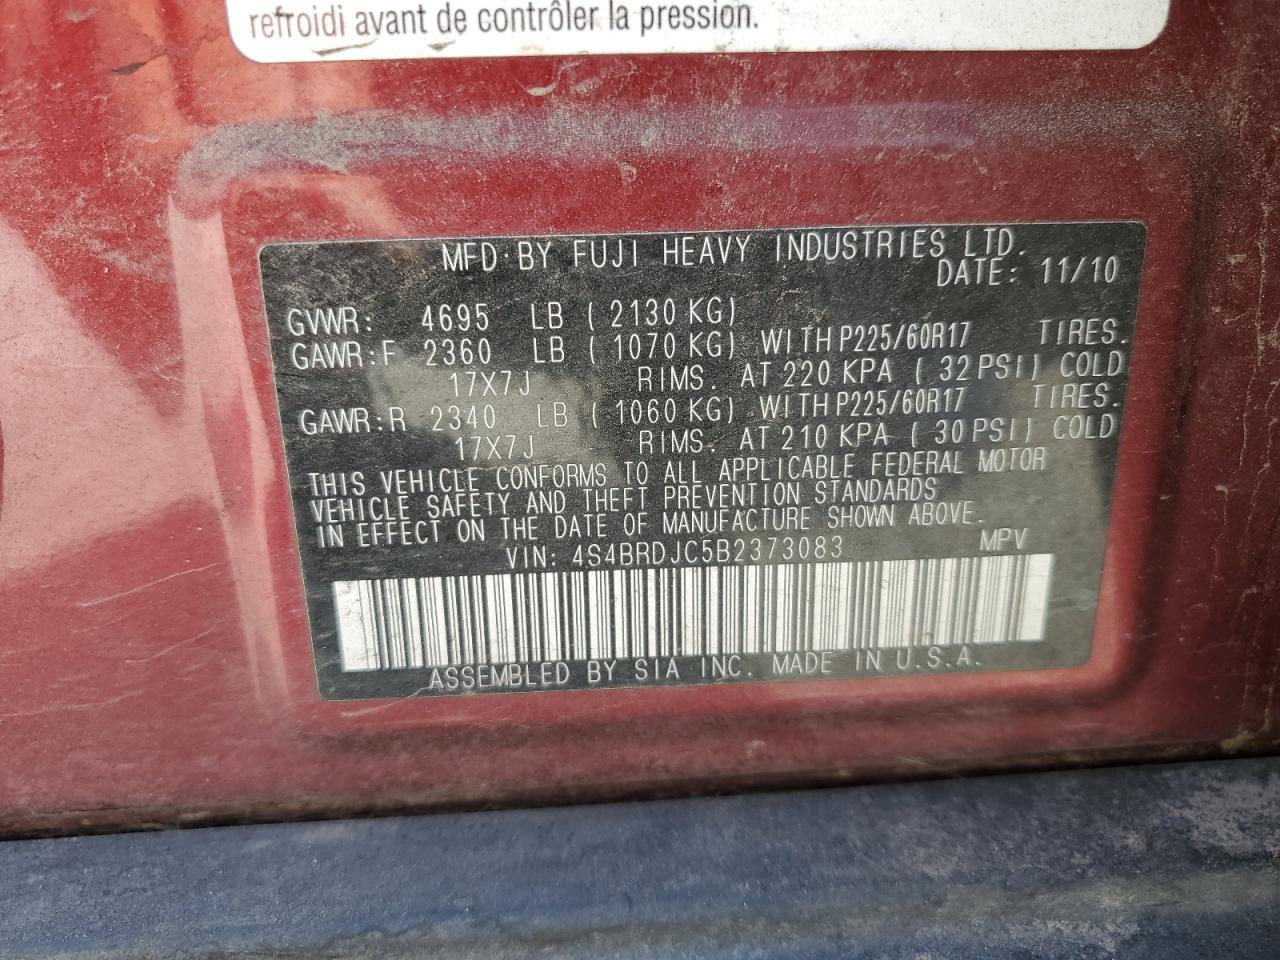 refroidi avant de contrôler la pression.
MFD. BY FUJI HEAVY INDUSTRIES LTD.
DATE: 11/10
GVWR: 4695 LB ( 2130 KG)
GAWR:F 2360 LB ( 1070 KG) WITH P225/60R17 TIRES.
17X7J RIMS. AT 220 KPA ( 32 PSI) COLD
GAWR:R 2340 LB ( 1060 KG) WITH P225/60R17 TIRES.
17X7J RIMS. AT 210 KPA ( 30 PSI) COLD
THIS VEHICLE CONFORMS TO ALL APPLICABLE FEDERAL MOTOR
VEHICLE SAFETY AND THEFT PREVENTION STANDARDS
IN EFFECT ON THE DATE OF MANUFACTURE SHOWN ABOVE.
VIN: 4S4BRDJC5B2373083 MPV
ASSEMBLED BY SIA INC. MADE IN U.S.A.